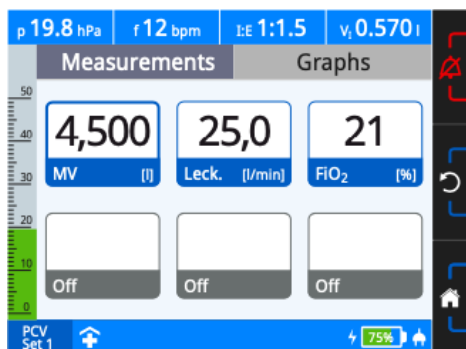 p 19.8 hPa f 12 bpm I:E 1:1.5 VI 0.570 l
Measurements Graphs
50
40
30
20
10
0
4,500 25,0 21
MV [l] Leck. [l/min] FiO2 [%]
Off Off Off
PCV
Set 1
75%